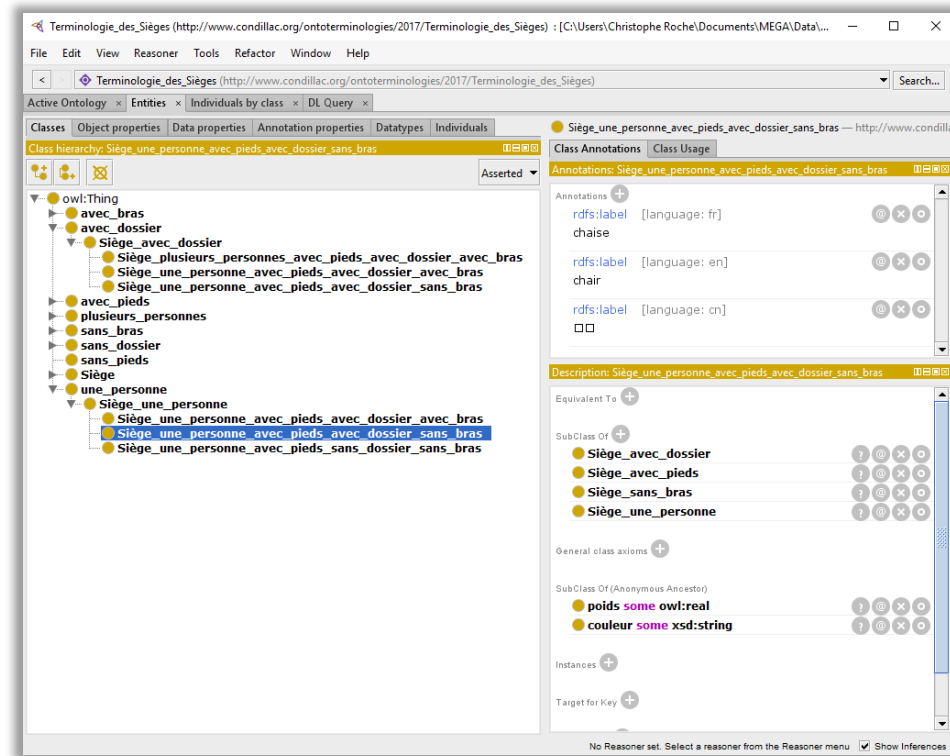 Terminologie_des_Sièges (http://www.condillac.org/ontoterminologies/2017/Terminologie_des_Sièges) : [C:\Users\Christophe Roche\Documents\MEGA\Data\...
File Edit View Reasoner Tools Refactor Window Help
< > Terminologie_des_Sièges (http://www.condillac.org/ontoterminologies/2017/Terminologie_des_Sièges) Search...
Active Ontology × Entities × Individuals by class × DL Query ×
Classes Object properties Data properties Annotation properties Datatypes Individuals
Class hierarchy: Siège_une_personne_avec_pieds_avec_dossier_sans_bras
Asserted
owl:Thing
avec_bras
avec_dossier
Siège_avec_dossier
Siège_plusieurs_personnes_avec_pieds_avec_dossier_avec_bras
Siège_une_personne_avec_pieds_avec_dossier_avec_bras
Siège_une_personne_avec_pieds_avec_dossier_sans_bras
avec_pieds
plusieurs_personnes
sans_bras
sans_dossier
sans_pieds
Siège
une_personne
Siège_une_personne
Siège_une_personne_avec_pieds_avec_dossier_avec_bras
Siège_une_personne_avec_pieds_avec_dossier_sans_bras
Siège_une_personne_avec_pieds_sans_dossier_sans_bras
Siège_une_personne_avec_pieds_avec_dossier_sans_bras — http://www.condilla
Class Annotations Class Usage
Annotations: Siège_une_personne_avec_pieds_avec_dossier_sans_bras
Annotations
rdfs:label [language: fr]
chaise
rdfs:label [language: en]
chair
rdfs:label [language: cn]
□□
Description: Siège_une_personne_avec_pieds_avec_dossier_sans_bras
Equivalent To
SubClass Of
Siège_avec_dossier
Siège_avec_pieds
Siège_sans_bras
Siège_une_personne
General class axioms
SubClass Of (Anonymous Ancestor)
poids some owl:real
couleur some xsd:string
Instances
Target for Key
No Reasoner set. Select a reasoner from the Reasoner menu Show Inferences